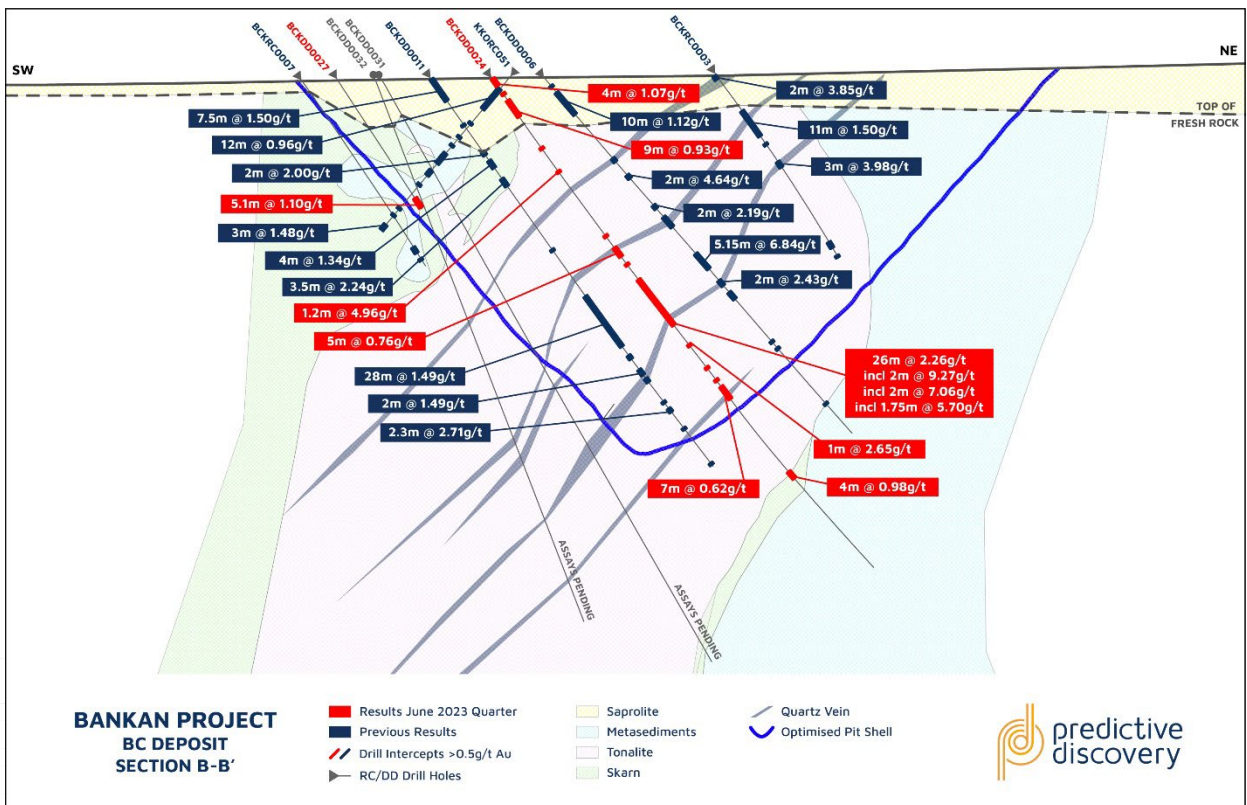 SW
NE
BCKRC0007
BCKDD0027
BCKDD0032
BCKDD0031
BCKDD0011
BCKDD0024
KKORC051
BCKDD0006
BCKRC0003
TOP OF
FRESH ROCK
7.5m @ 1.50g/t
12m @ 0.96g/t
2m @ 2.00g/t
5.1m @ 1.10g/t
3m @ 1.48g/t
4m @ 1.34g/t
3.5m @ 2.24g/t
1.2m @ 4.96g/t
5m @ 0.76g/t
28m @ 1.49g/t
2m @ 1.49g/t
2.3m @ 2.71g/t
4m @ 1.07g/t
10m @ 1.12g/t
9m @ 0.93g/t
2m @ 4.64g/t
2m @ 2.19g/t
5.15m @ 6.84g/t
2m @ 2.43g/t
2m @ 3.85g/t
11m @ 1.50g/t
3m @ 3.98g/t
26m @ 2.26g/t
incl 2m @ 9.27g/t
incl 2m @ 7.06g/t
incl 1.75m @ 5.70g/t
1m @ 2.65g/t
7m @ 0.62g/t
4m @ 0.98g/t
ASSAYS PENDING
ASSAYS PENDING
BANKAN PROJECT
BC DEPOSIT
SECTION B-B'
Results June 2023 Quarter
Previous Results
Drill Intercepts >0.5g/t Au
RC/DD Drill Holes
Saprolite
Metasediments
Tonalite
Skarn
Quartz Vein
Optimised Pit Shell
predictive
discovery